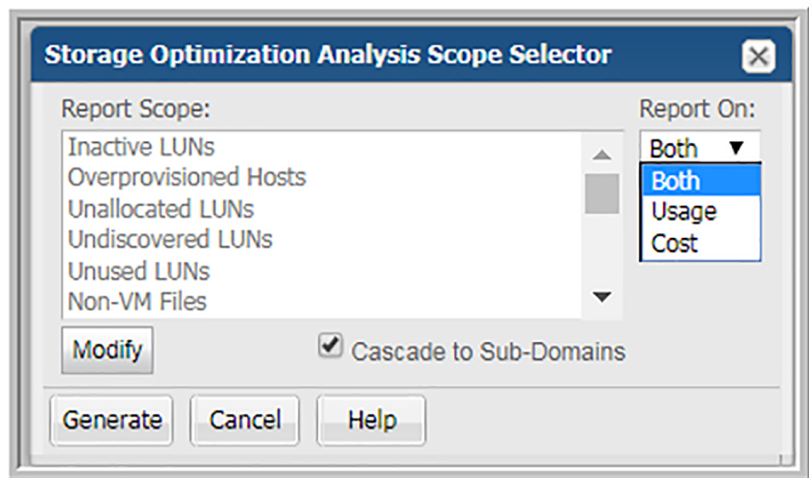 Storage Optimization Analysis Scope Selector
Report Scope:
Report On:
Inactive LUNs
Overprovisioned Hosts
Unallocated LUNs
Undiscovered LUNs
Unused LUNs
Non-VM Files
Both
Both
Usage
Cost
Modify
Cascade to Sub-Domains
Generate
Cancel
Help